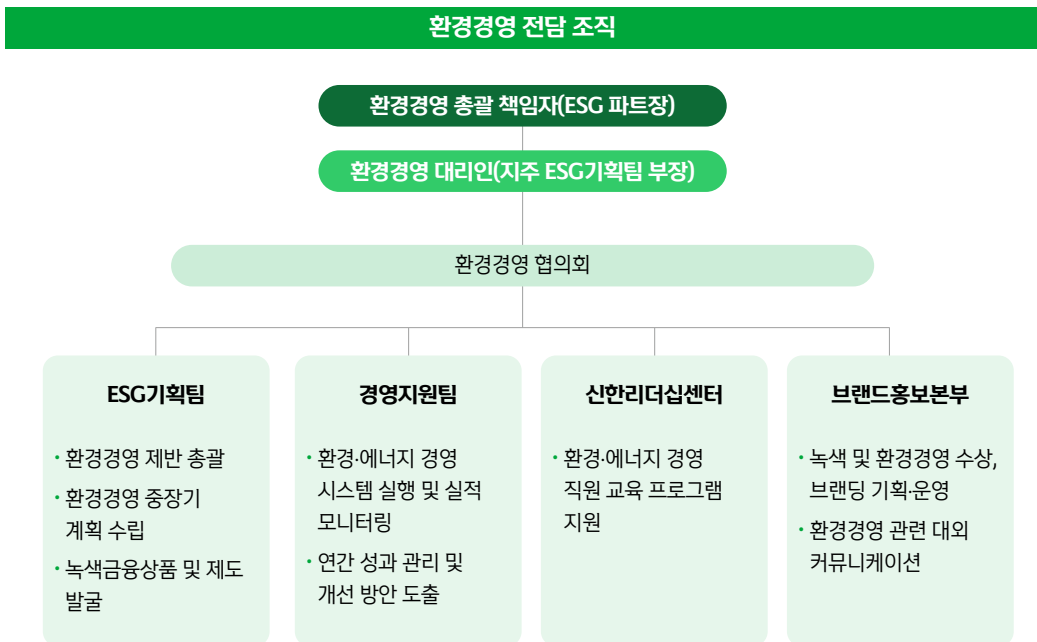 환경경영 전담 조직
환경경영 총괄 책임자(ESG 파트장)
환경경영 대리인(지주 ESG기획팀 부장)
환경경영 협의회
ESG기획팀
· 환경경영 제반 총괄
· 환경경영 중장기
계획 수립
· 녹색금융상품 및 제도
발굴
경영지원팀
· 환경·에너지 경영
시스템 실행 및 실적
모니터링
· 연간 성과 관리 및
개선 방안 도출
신한리더십센터
· 환경·에너지 경영
직원 교육 프로그램
지원
브랜드홍보본부
· 녹색 및 환경경영 수상,
브랜딩 기획·운영
· 환경경영 관련 대외
커뮤니케이션